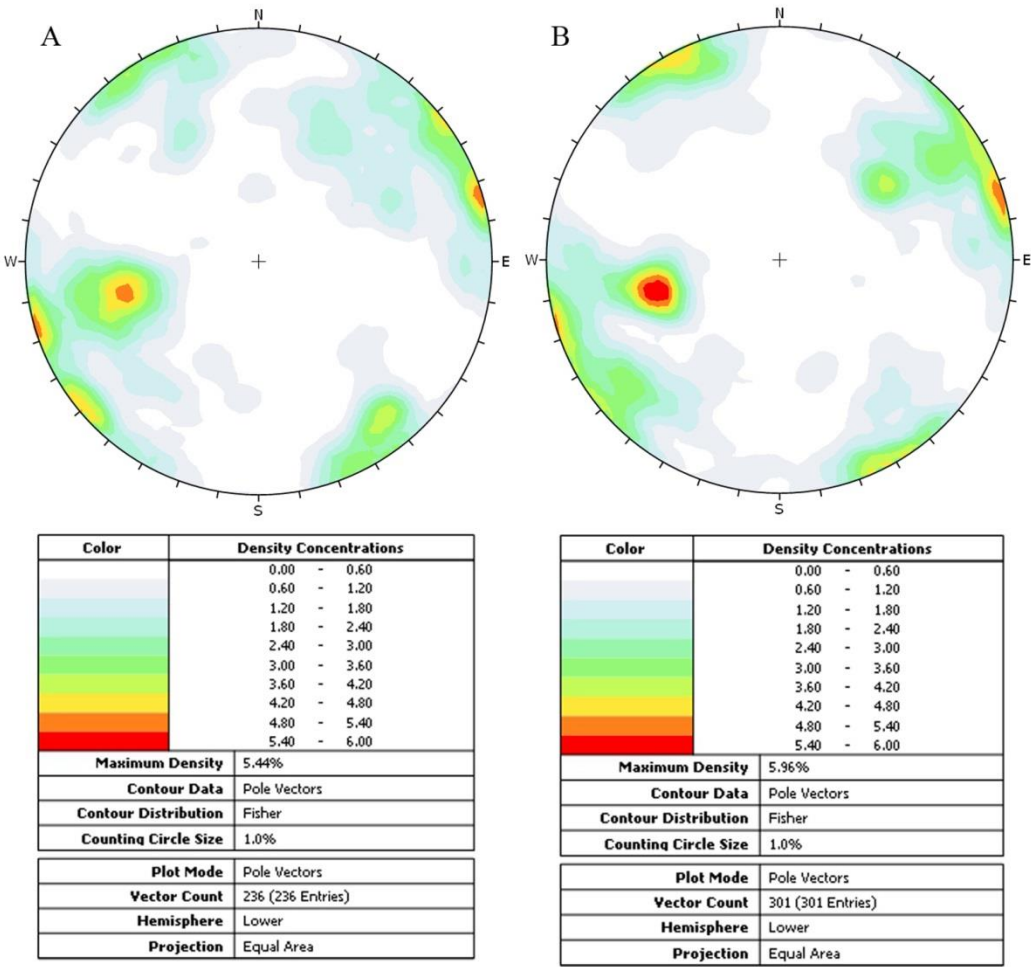 A
N
W
E
S
B
N
W
E
S
Color Density Concentrations
0.00 - 0.60
0.60 - 1.20
1.20 - 1.80
1.80 - 2.40
2.40 - 3.00
3.00 - 3.60
3.60 - 4.20
4.20 - 4.80
4.80 - 5.40
5.40 - 6.00
Maximum Density 5.44%
Contour Data Pole Vectors
Contour Distribution Fisher
Counting Circle Size 1.0%
Plot Mode Pole Vectors
Vector Count 236 (236 Entries)
Hemisphere Lower
Projection Equal Area
Color Density Concentrations
0.00 - 0.60
0.60 - 1.20
1.20 - 1.80
1.80 - 2.40
2.40 - 3.00
3.00 - 3.60
3.60 - 4.20
4.20 - 4.80
4.80 - 5.40
5.40 - 6.00
Maximum Density 5.96%
Contour Data Pole Vectors
Contour Distribution Fisher
Counting Circle Size 1.0%
Plot Mode Pole Vectors
Vector Count 301 (301 Entries)
Hemisphere Lower
Projection Equal Area